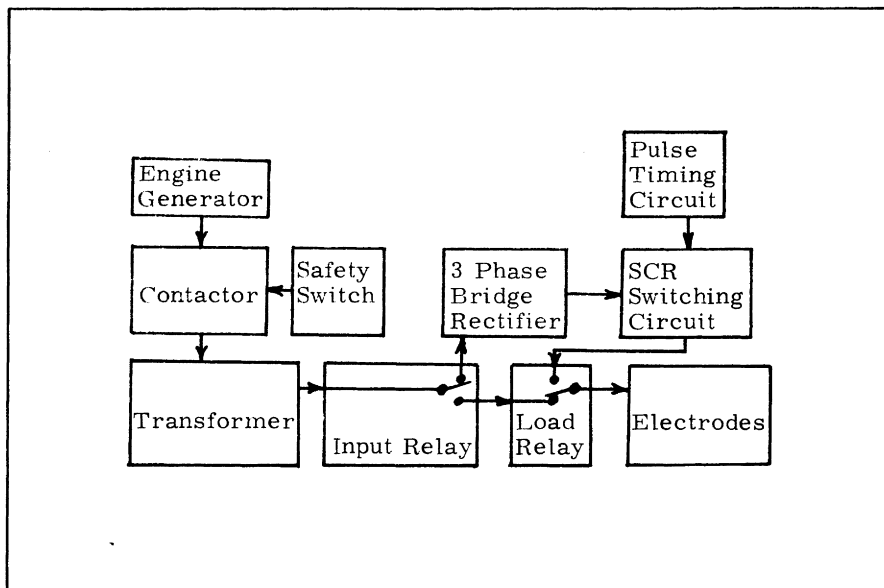 Pulse
Timing
Circuit
Engine
Generator
Contactor
Safety
Switch
3 Phase
Bridge
Rectifier
SCR
Switching
Circuit
Transformer
Input Relay
Load
Relay
Electrodes